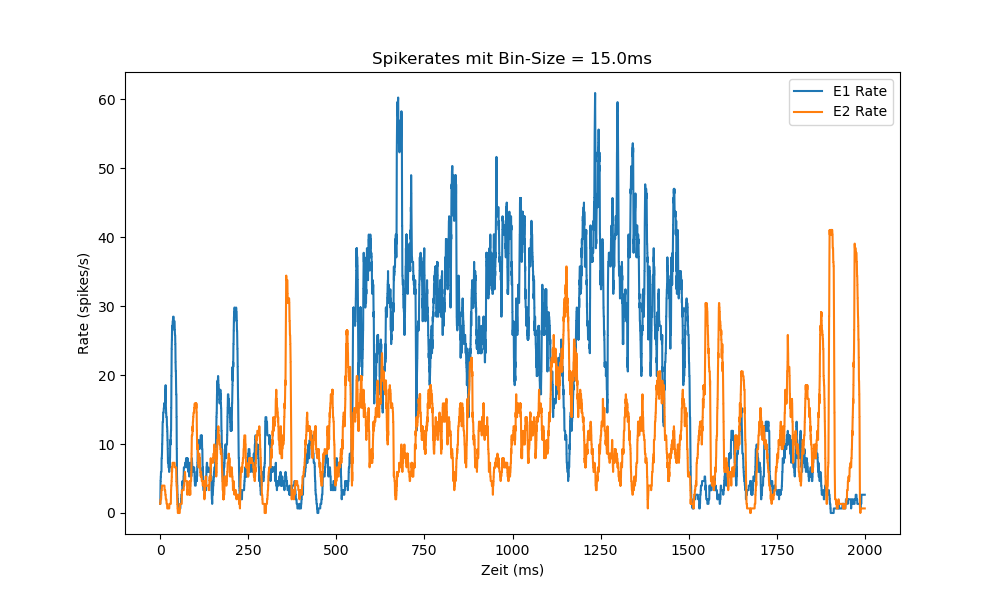 Spikerates mit Bin-Size = 15.0ms
E1 Rate
E2 Rate
60
50
40
30
20
10
0
Rate (spikes/s)
0 250 500 750 1000 1250 1500 1750 2000
Zeit (ms)